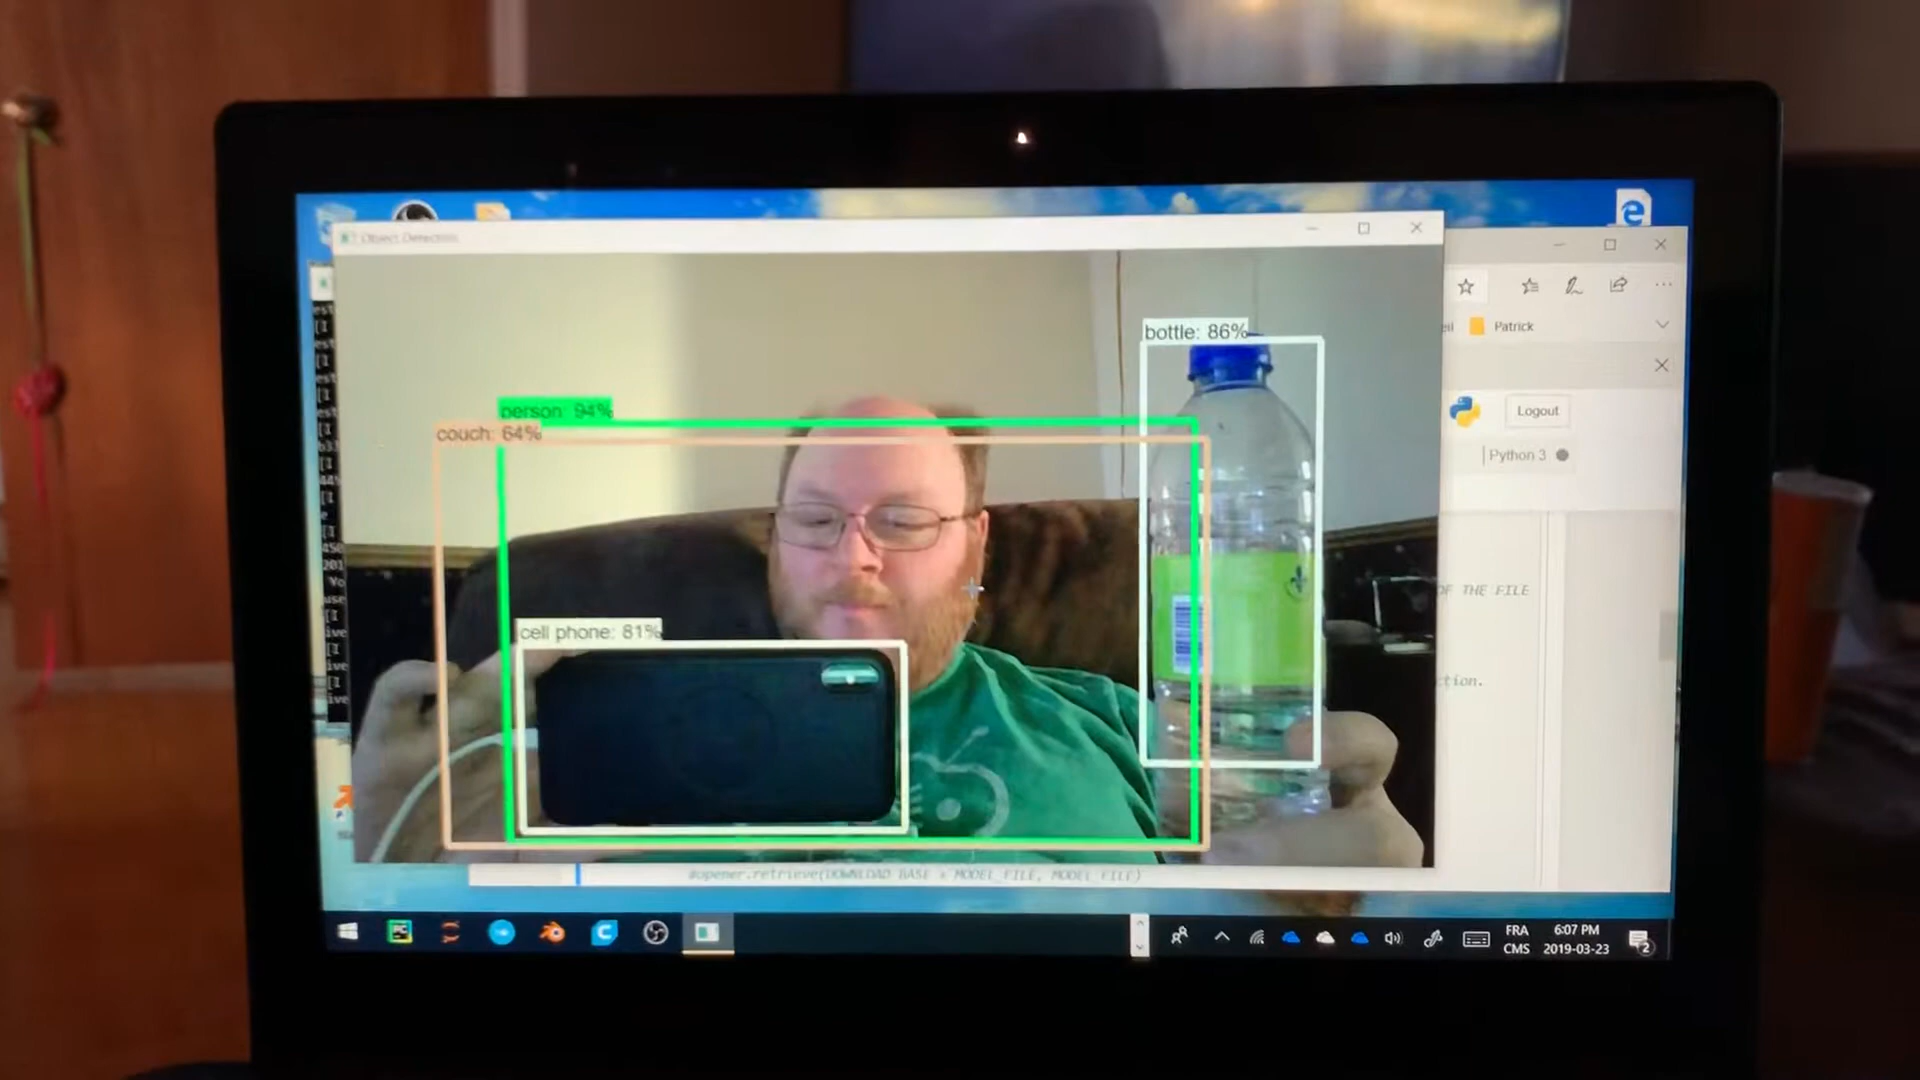 Object Detection
bottle: 86%
person: 94%
couch: 64%
cell phone: 81%
Patrick
Logout
Python 3
OF THE FILE
#opener.retrieve(DOWNLOAD_BASE + MODEL_FILE, MODEL_FILE)
FRA
CMS
6:07 PM
2019-03-23
2